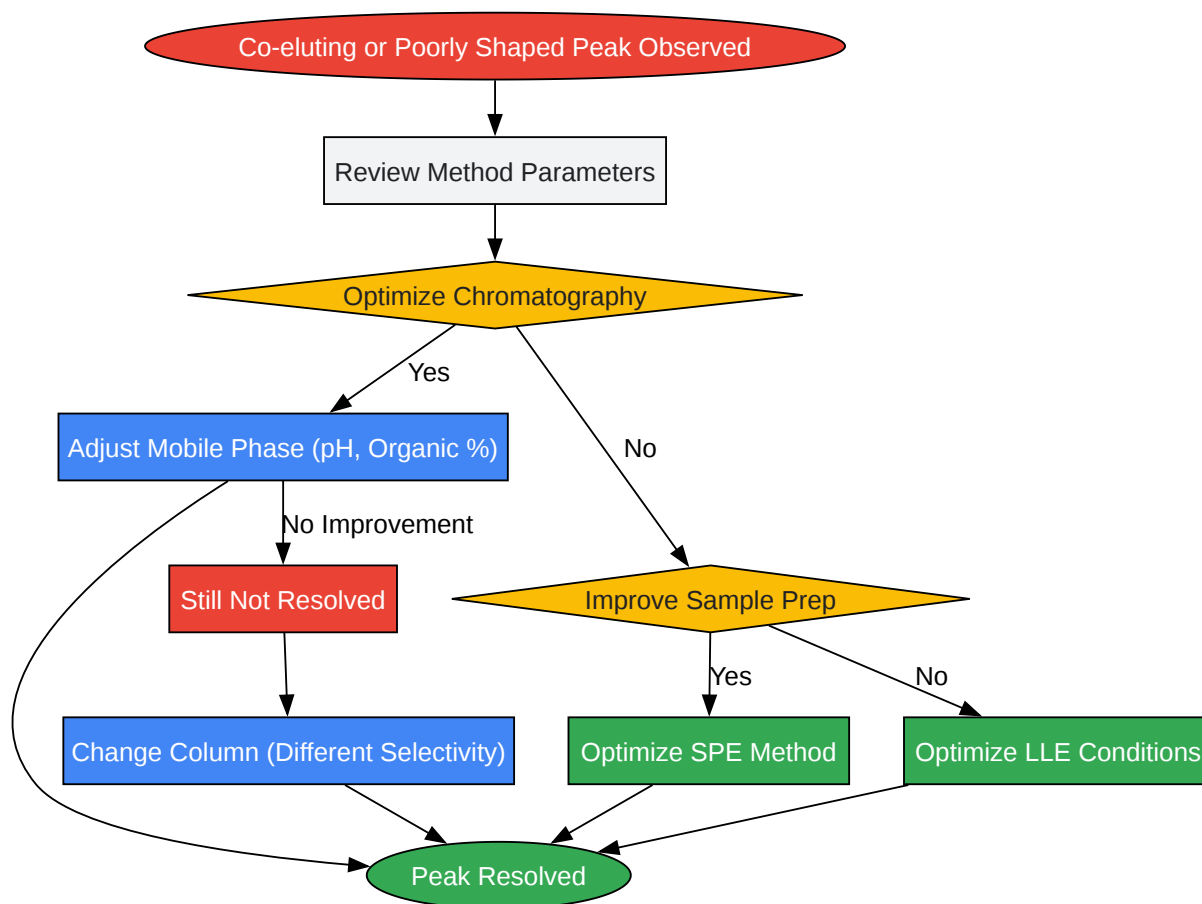 Co-eluting or Poorly Shaped Peak Observed
Review Method Parameters
Optimize Chromatography
Yes
Adjust Mobile Phase (pH, Organic %)
No
No Improvement
Still Not Resolved
Improve Sample Prep
Yes
No
Change Column (Different Selectivity)
Optimize SPE Method
Optimize LLE Conditions
Peak Resolved